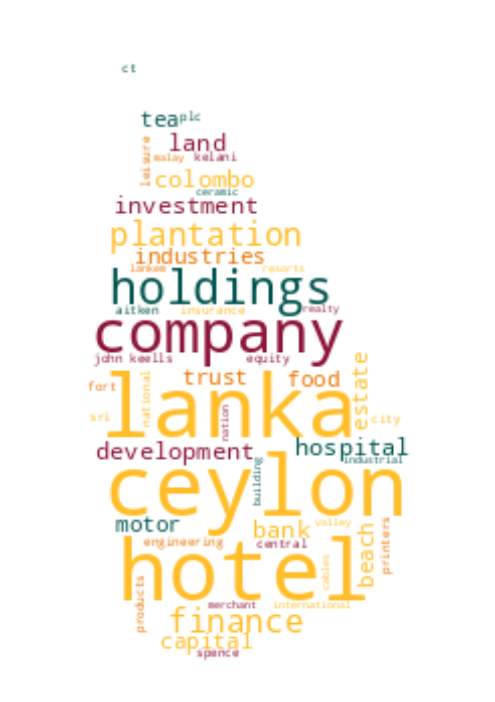 ct
tea plc
land
leisure malay kelani
colombo
ceramic
investment
plantation
industries
lankem resorts
holdings
aitken insurance realty
company
john keells equity
trust food
fort national estate
lanka
sri nation city
development hospital
industrial
ceylon
building
motor bank valley
engineering central beach printers
hotel
cables
products merchant international
finance
capital
spence